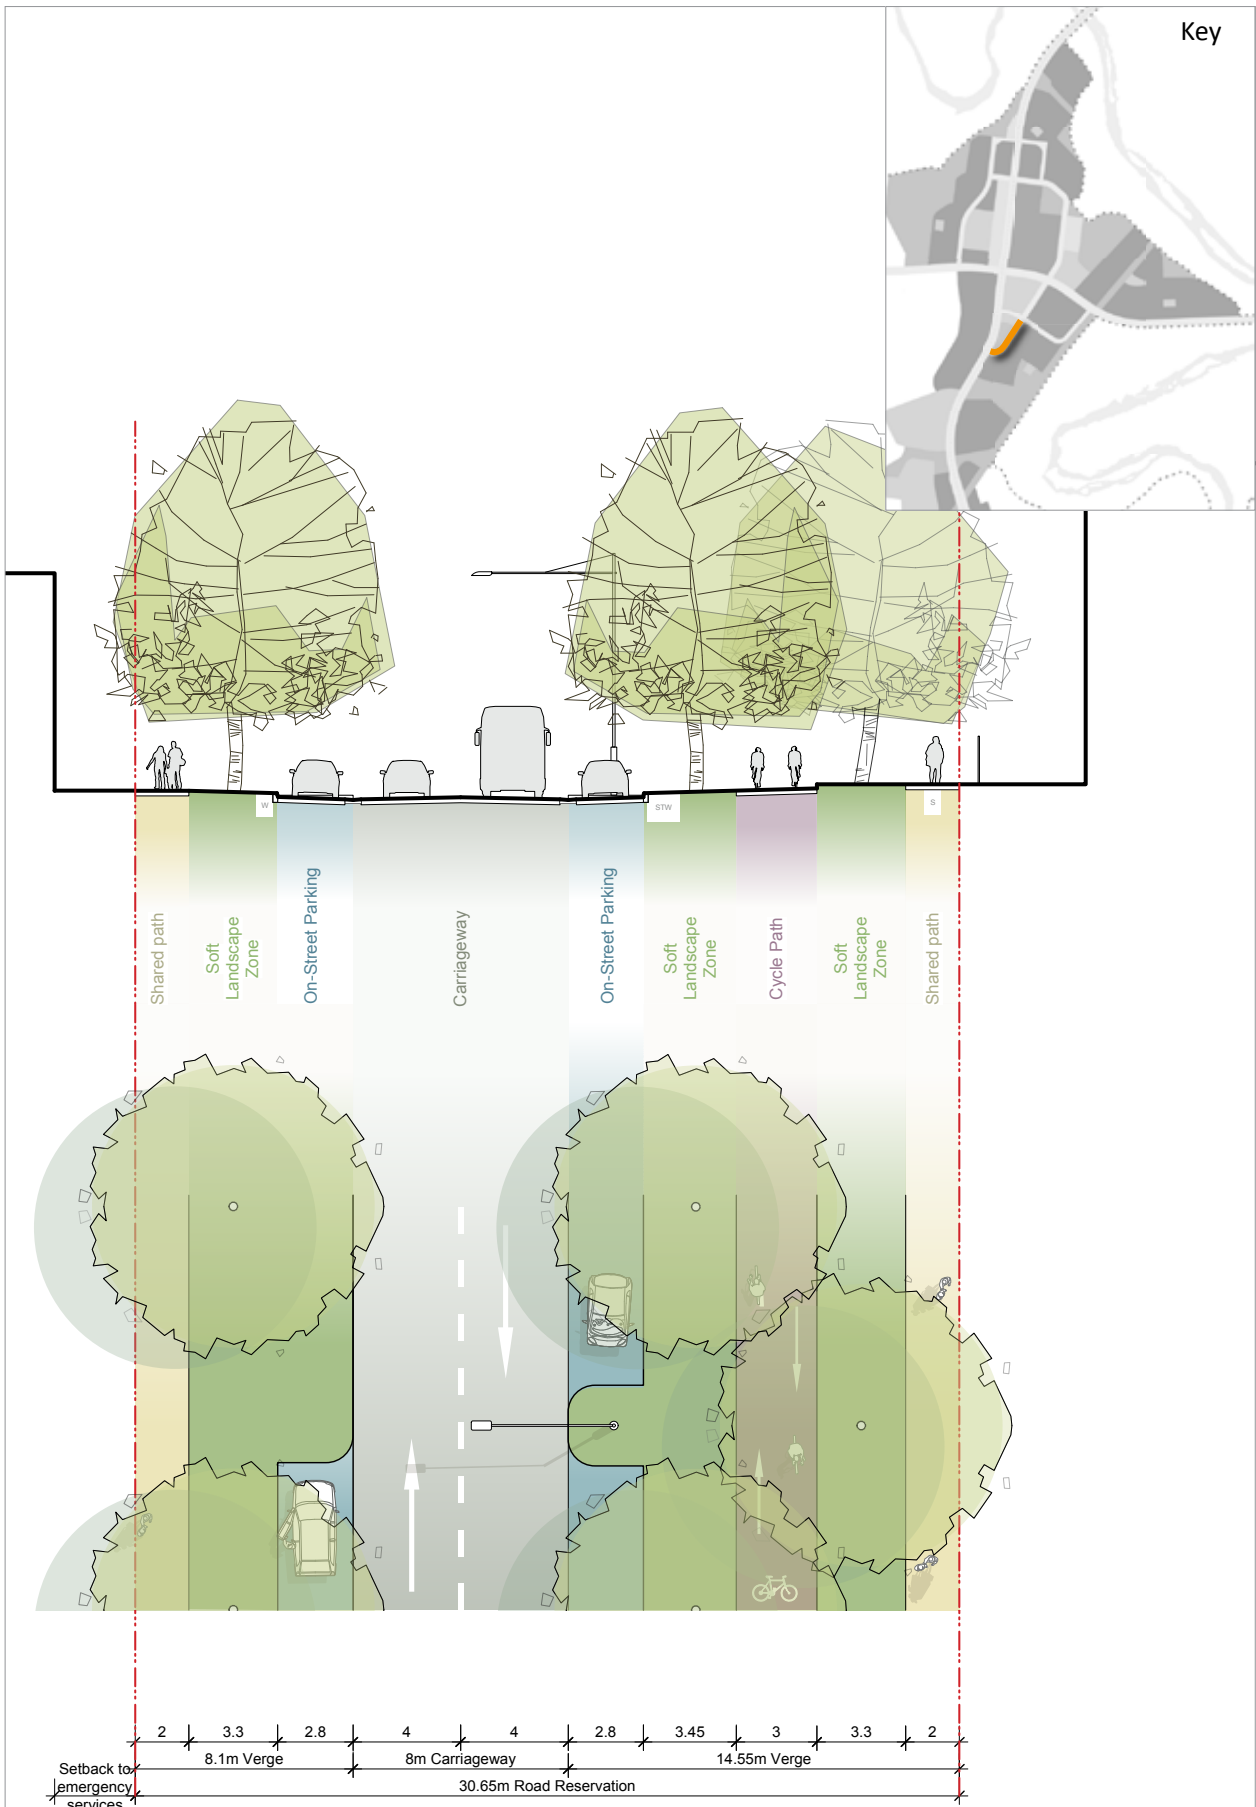 Key
W
STW
S
Shared path
Soft
Landscape
Zone
On-Street Parking
Carriageway
On-Street Parking
Soft
Landscape
Zone
Cycle Path
Soft
Landscape
Zone
Shared path
2 3.3 2.8 4 4 2.8 3.45 3 3.3 2
8.1m Verge 8m Carriageway 14.55m Verge
Setback to
emergency 30.65m Road Reservation
services